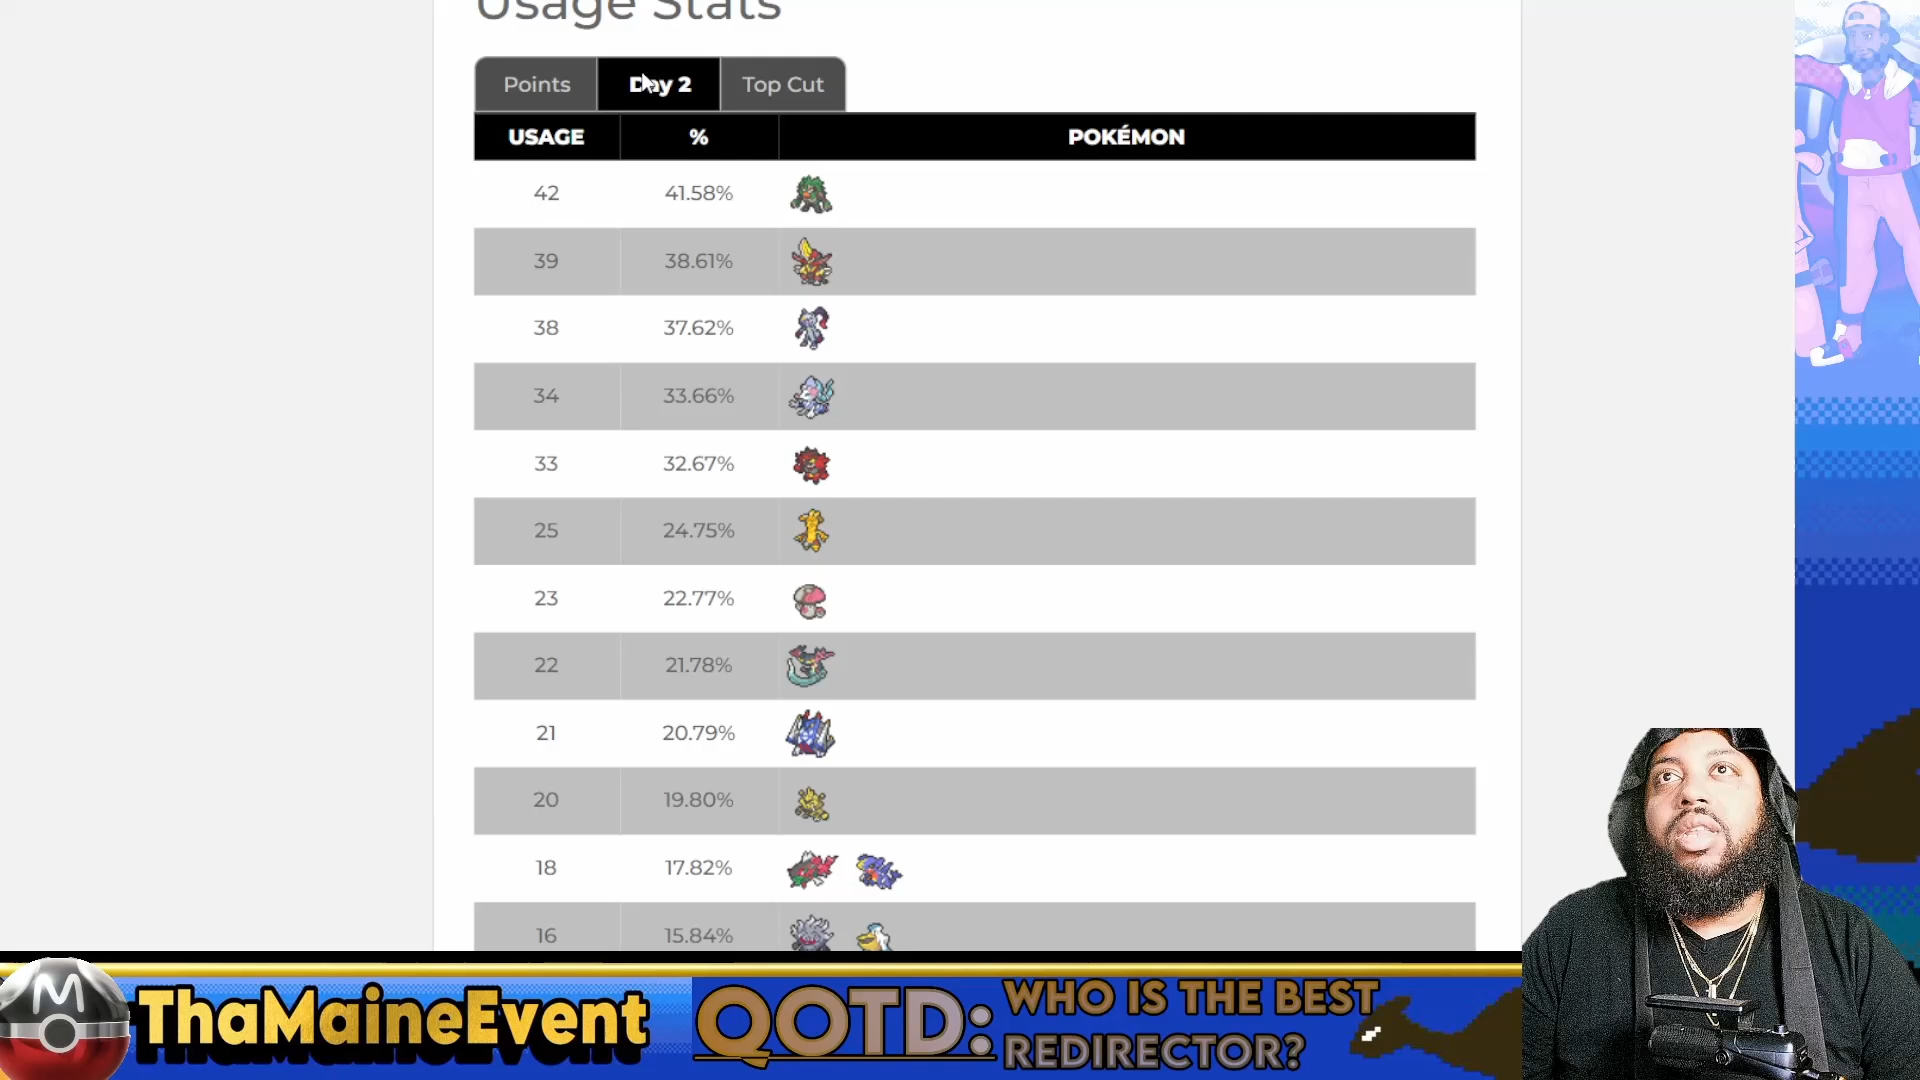 Usage Stats
Points Day 2 Top Cut
USAGE % POKÉMON
42 41.58%
39 38.61%
38 37.62%
34 33.66%
33 32.67%
25 24.75%
23 22.77%
22 21.78%
21 20.79%
20 19.80%
18 17.82%
16 15.84%
M
ThaMaineEvent
QOTD:
WHO IS THE BEST
REDIRECTOR?